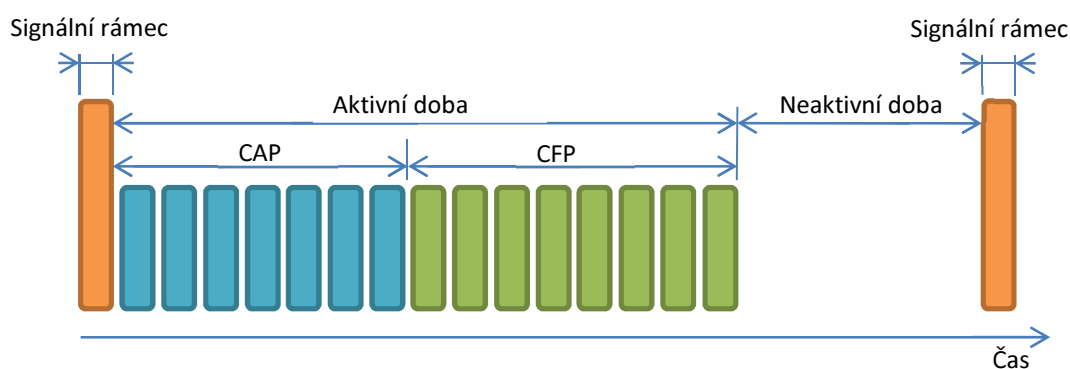 Signální rámec
Signální rámec
Aktivní doba
Neaktivní doba
CAP
CFP
Čas